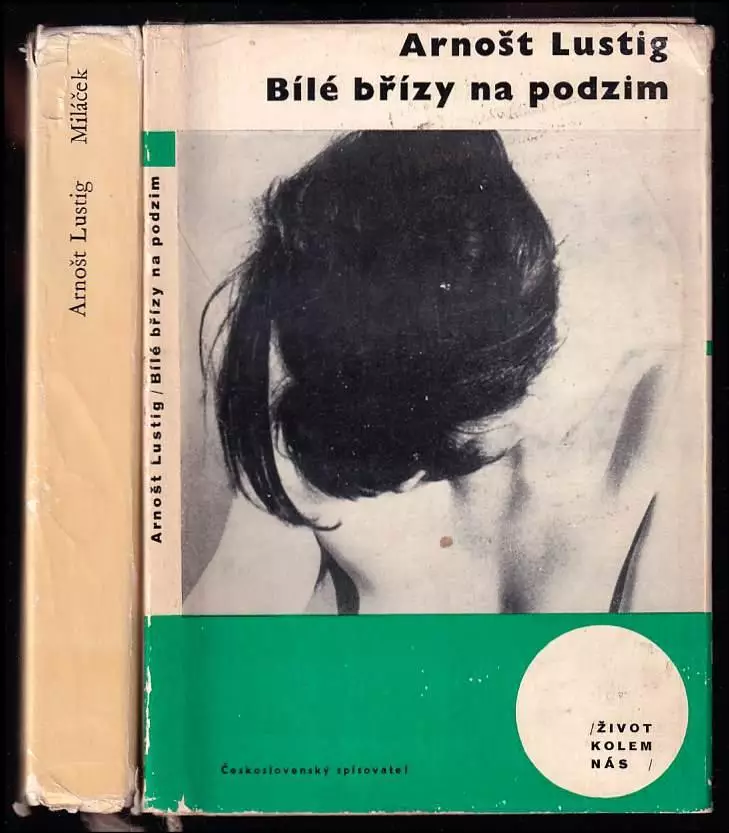 Arnošt Lustig Miláček
Arnošt Lustig / Bílé břízy na podzim
Arnošt Lustig
Bílé břízy na podzim
/ŽIVOT
KOLEM
NÁS /
Československý spisovatel